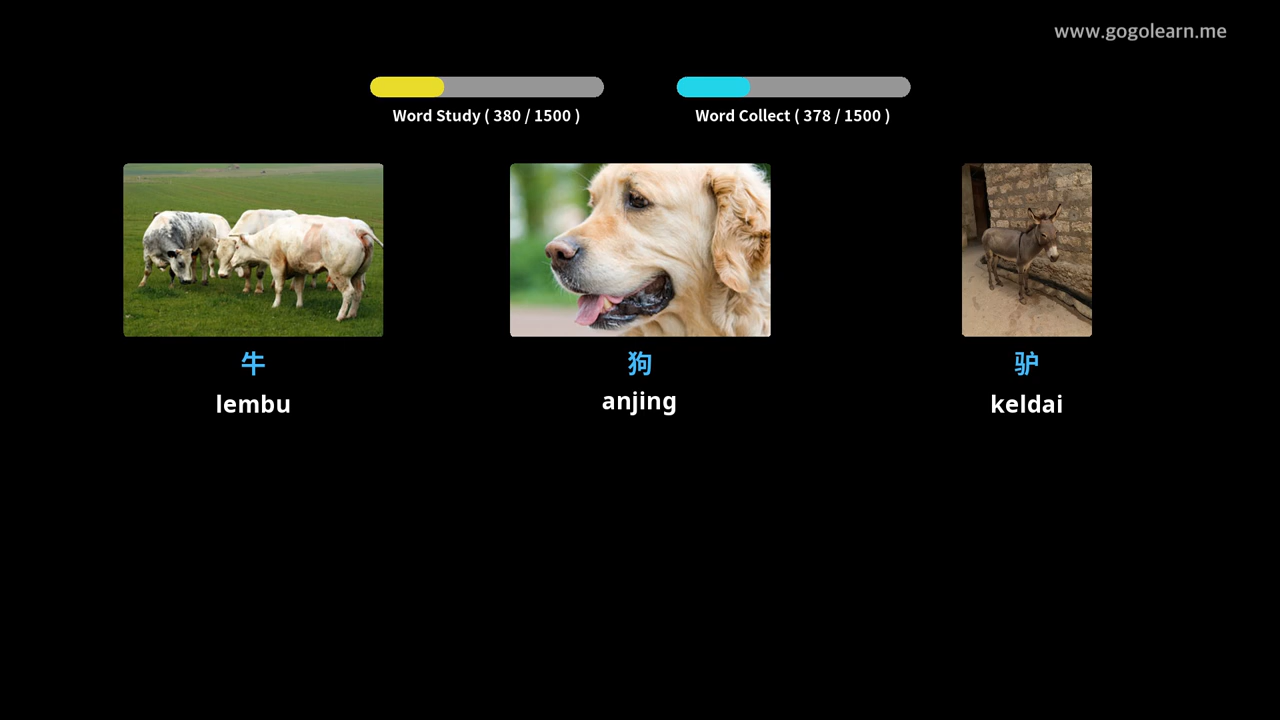 www.gogolearn.me
Word Study ( 380 / 1500 )
Word Collect ( 378 / 1500 )
牛
狗
驴
lembu
anjing
keldai